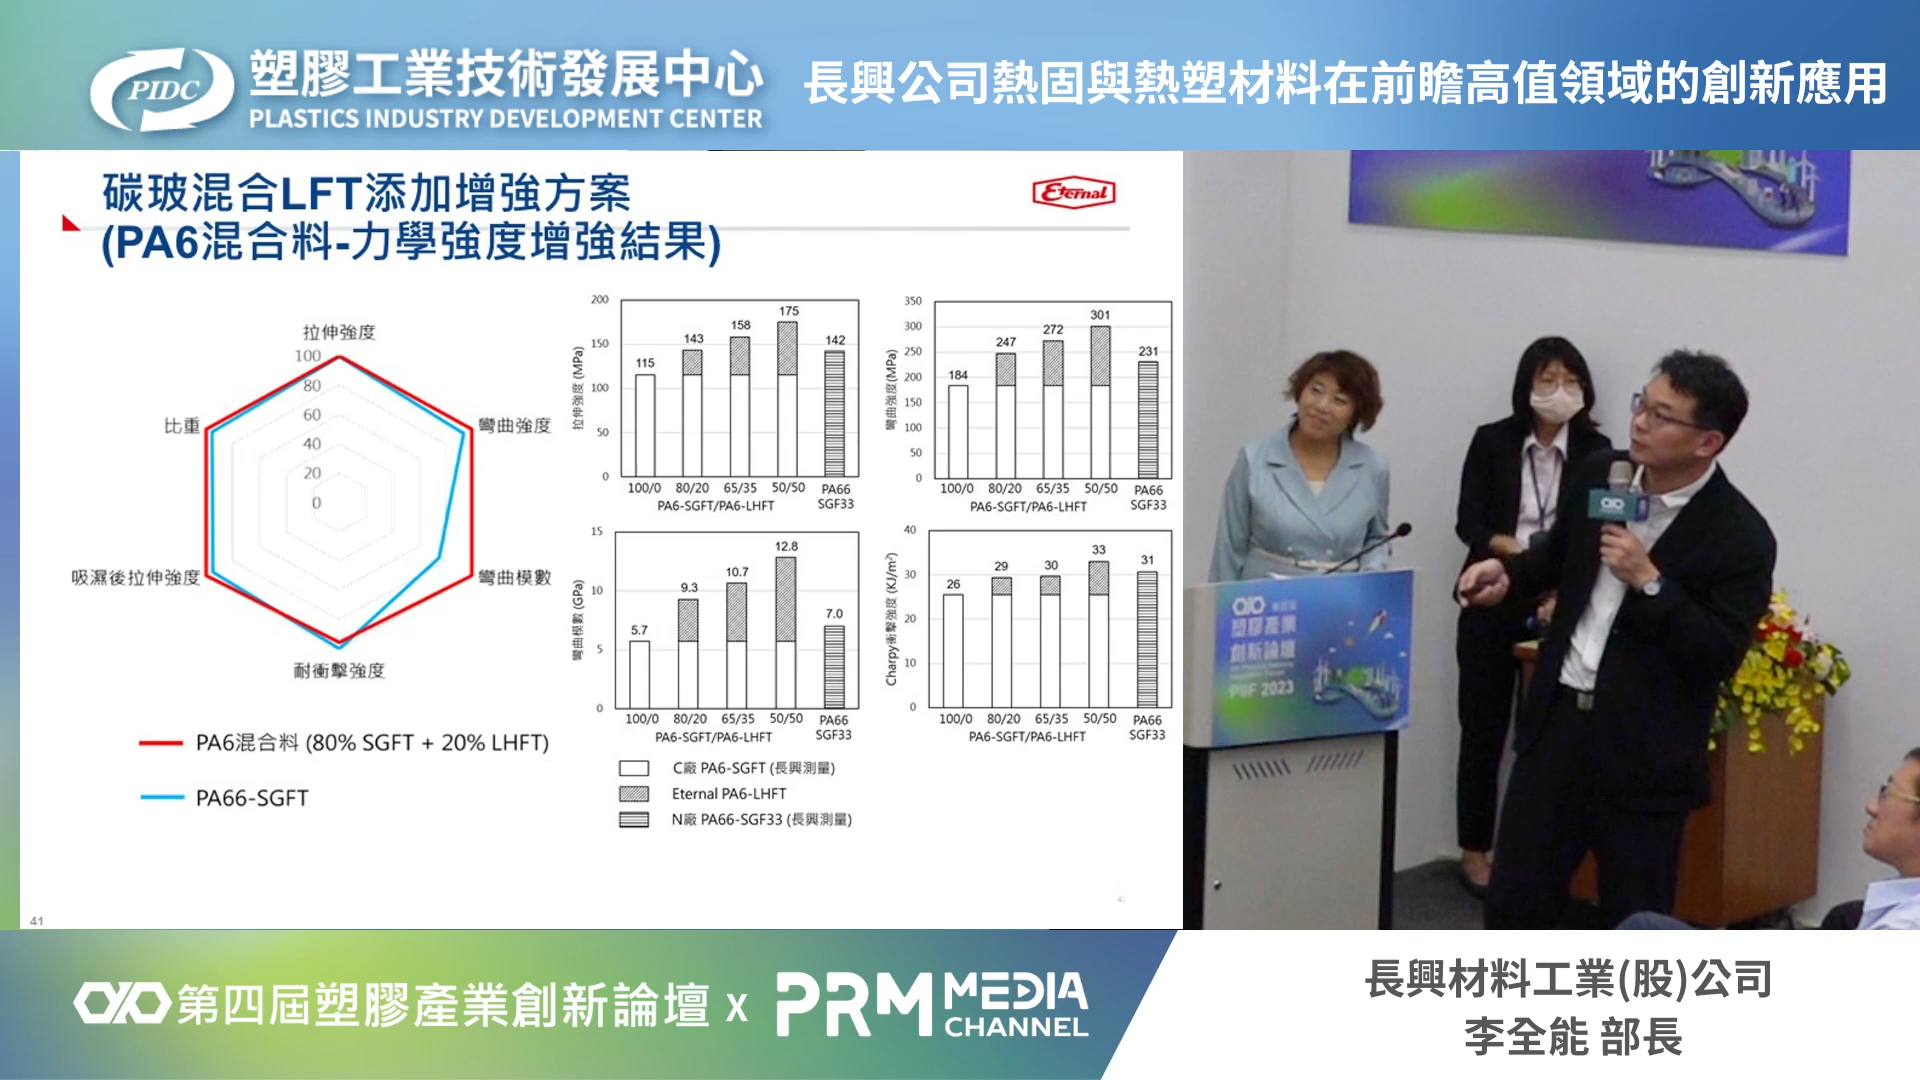 PIDC
塑膠工業技術發展中心
PLASTICS INDUSTRY DEVELOPMENT CENTER
長興公司熱固與熱塑材料在前瞻高值領域的創新應用
碳玻混合LFT添加增強方案
(PA6混合料-力學強度增強結果)
Eternal
拉伸強度
100
80
60
40
20
0
比重
彎曲強度
吸濕後拉伸強度
彎曲模數
耐衝擊強度
PA6混合料 (80% SGFT + 20% LHFT)
PA66-SGFT
拉伸強度 (MPa)
200
150
100
50
0
115
143
158
175
142
100/0 80/20 65/35 50/50 PA66 SGF33
PA6-SGFT/PA6-LHFT
彎曲強度(MPa)
350
300
250
200
150
100
50
0
184
247
272
301
231
100/0 80/20 65/35 50/50 PA66 SGF33
PA6-SGFT/PA6-LHFT
彎曲模數 (GPa)
15
10
5
0
5.7
9.3
10.7
12.8
7.0
100/0 80/20 65/35 50/50 PA66 SGF33
PA6-SGFT/PA6-LHFT
Charpy衝擊強度 (KJ/m²)
40
30
20
10
0
26
29
30
33
31
100/0 80/20 65/35 50/50 PA66 SGF33
PA6-SGFT/PA6-LHFT
C廠 PA6-SGFT (長興測量)
Eternal PA6-LHFT
N廠 PA66-SGF33 (長興測量)
41
塑膠產業
創新論壇
PIIF 2023
第四屆塑膠產業創新論壇 x PRM MEDIA CHANNEL
長興材料工業(股)公司
李全能 部長